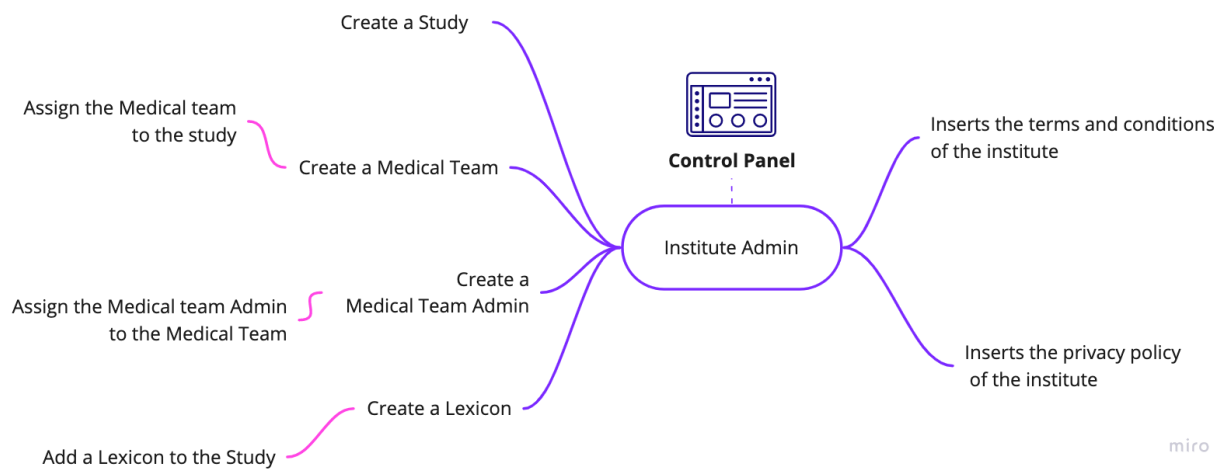 Create a Study
Assign the Medical team
to the study
Create a Medical Team
Create a
Medical Team Admin
Assign the Medical team Admin
to the Medical Team
Create a Lexicon
Add a Lexicon to the Study
Control Panel
Institute Admin
Inserts the terms and conditions
of the institute
Inserts the privacy policy
of the institute
miro